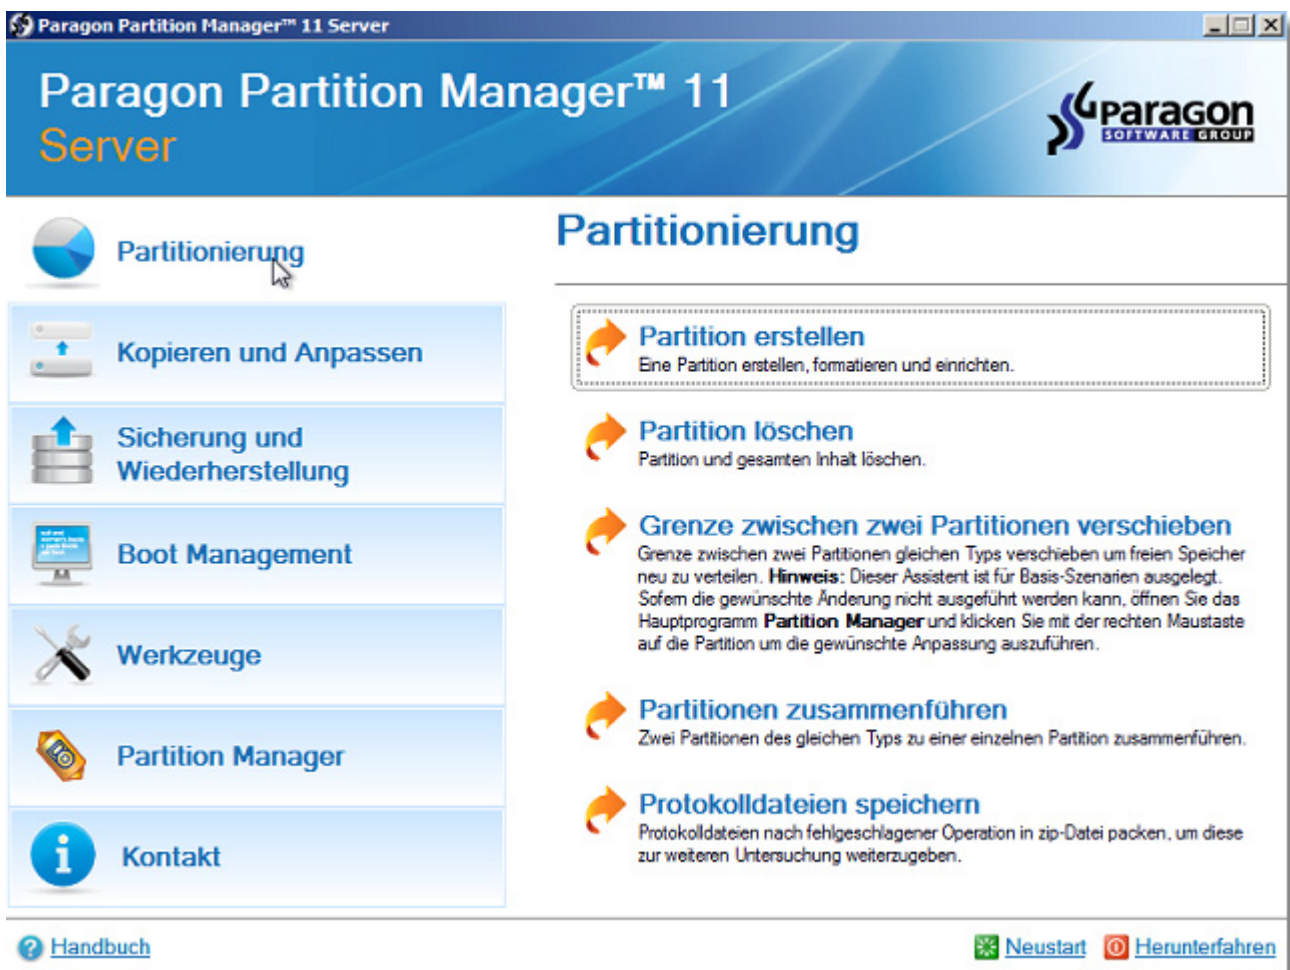 Paragon Partition Manager™ 11 Server
Paragon Partition Manager™ 11
Server
Paragon
SOFTWARE GROUP
Partitionierung
Kopieren und Anpassen
Sicherung und
Wiederherstellung
Boot Management
Werkzeuge
Partition Manager
Kontakt
Partitionierung
Partition erstellen
Eine Partition erstellen, formatieren und einrichten.
Partition löschen
Partition und gesamten Inhalt löschen.
Grenze zwischen zwei Partitionen verschieben
Grenze zwischen zwei Partitionen gleichen Typs verschieben um freien Speicher
neu zu verteilen. Hinweis: Dieser Assistent ist für Basis-Szenarien ausgelegt.
Sofern die gewünschte Änderung nicht ausgeführt werden kann, öffnen Sie das
Hauptprogramm Partition Manager und klicken Sie mit der rechten Maustaste
auf die Partition um die gewünschte Anpassung auszuführen.
Partitionen zusammenführen
Zwei Partitionen des gleichen Typs zu einer einzelnen Partition zusammenführen.
Protokolldateien speichern
Protokolldateien nach fehlgeschlagener Operation in zip-Datei packen, um diese
zur weiteren Untersuchung weiterzugeben.
Handbuch
Neustart
Herunterfahren